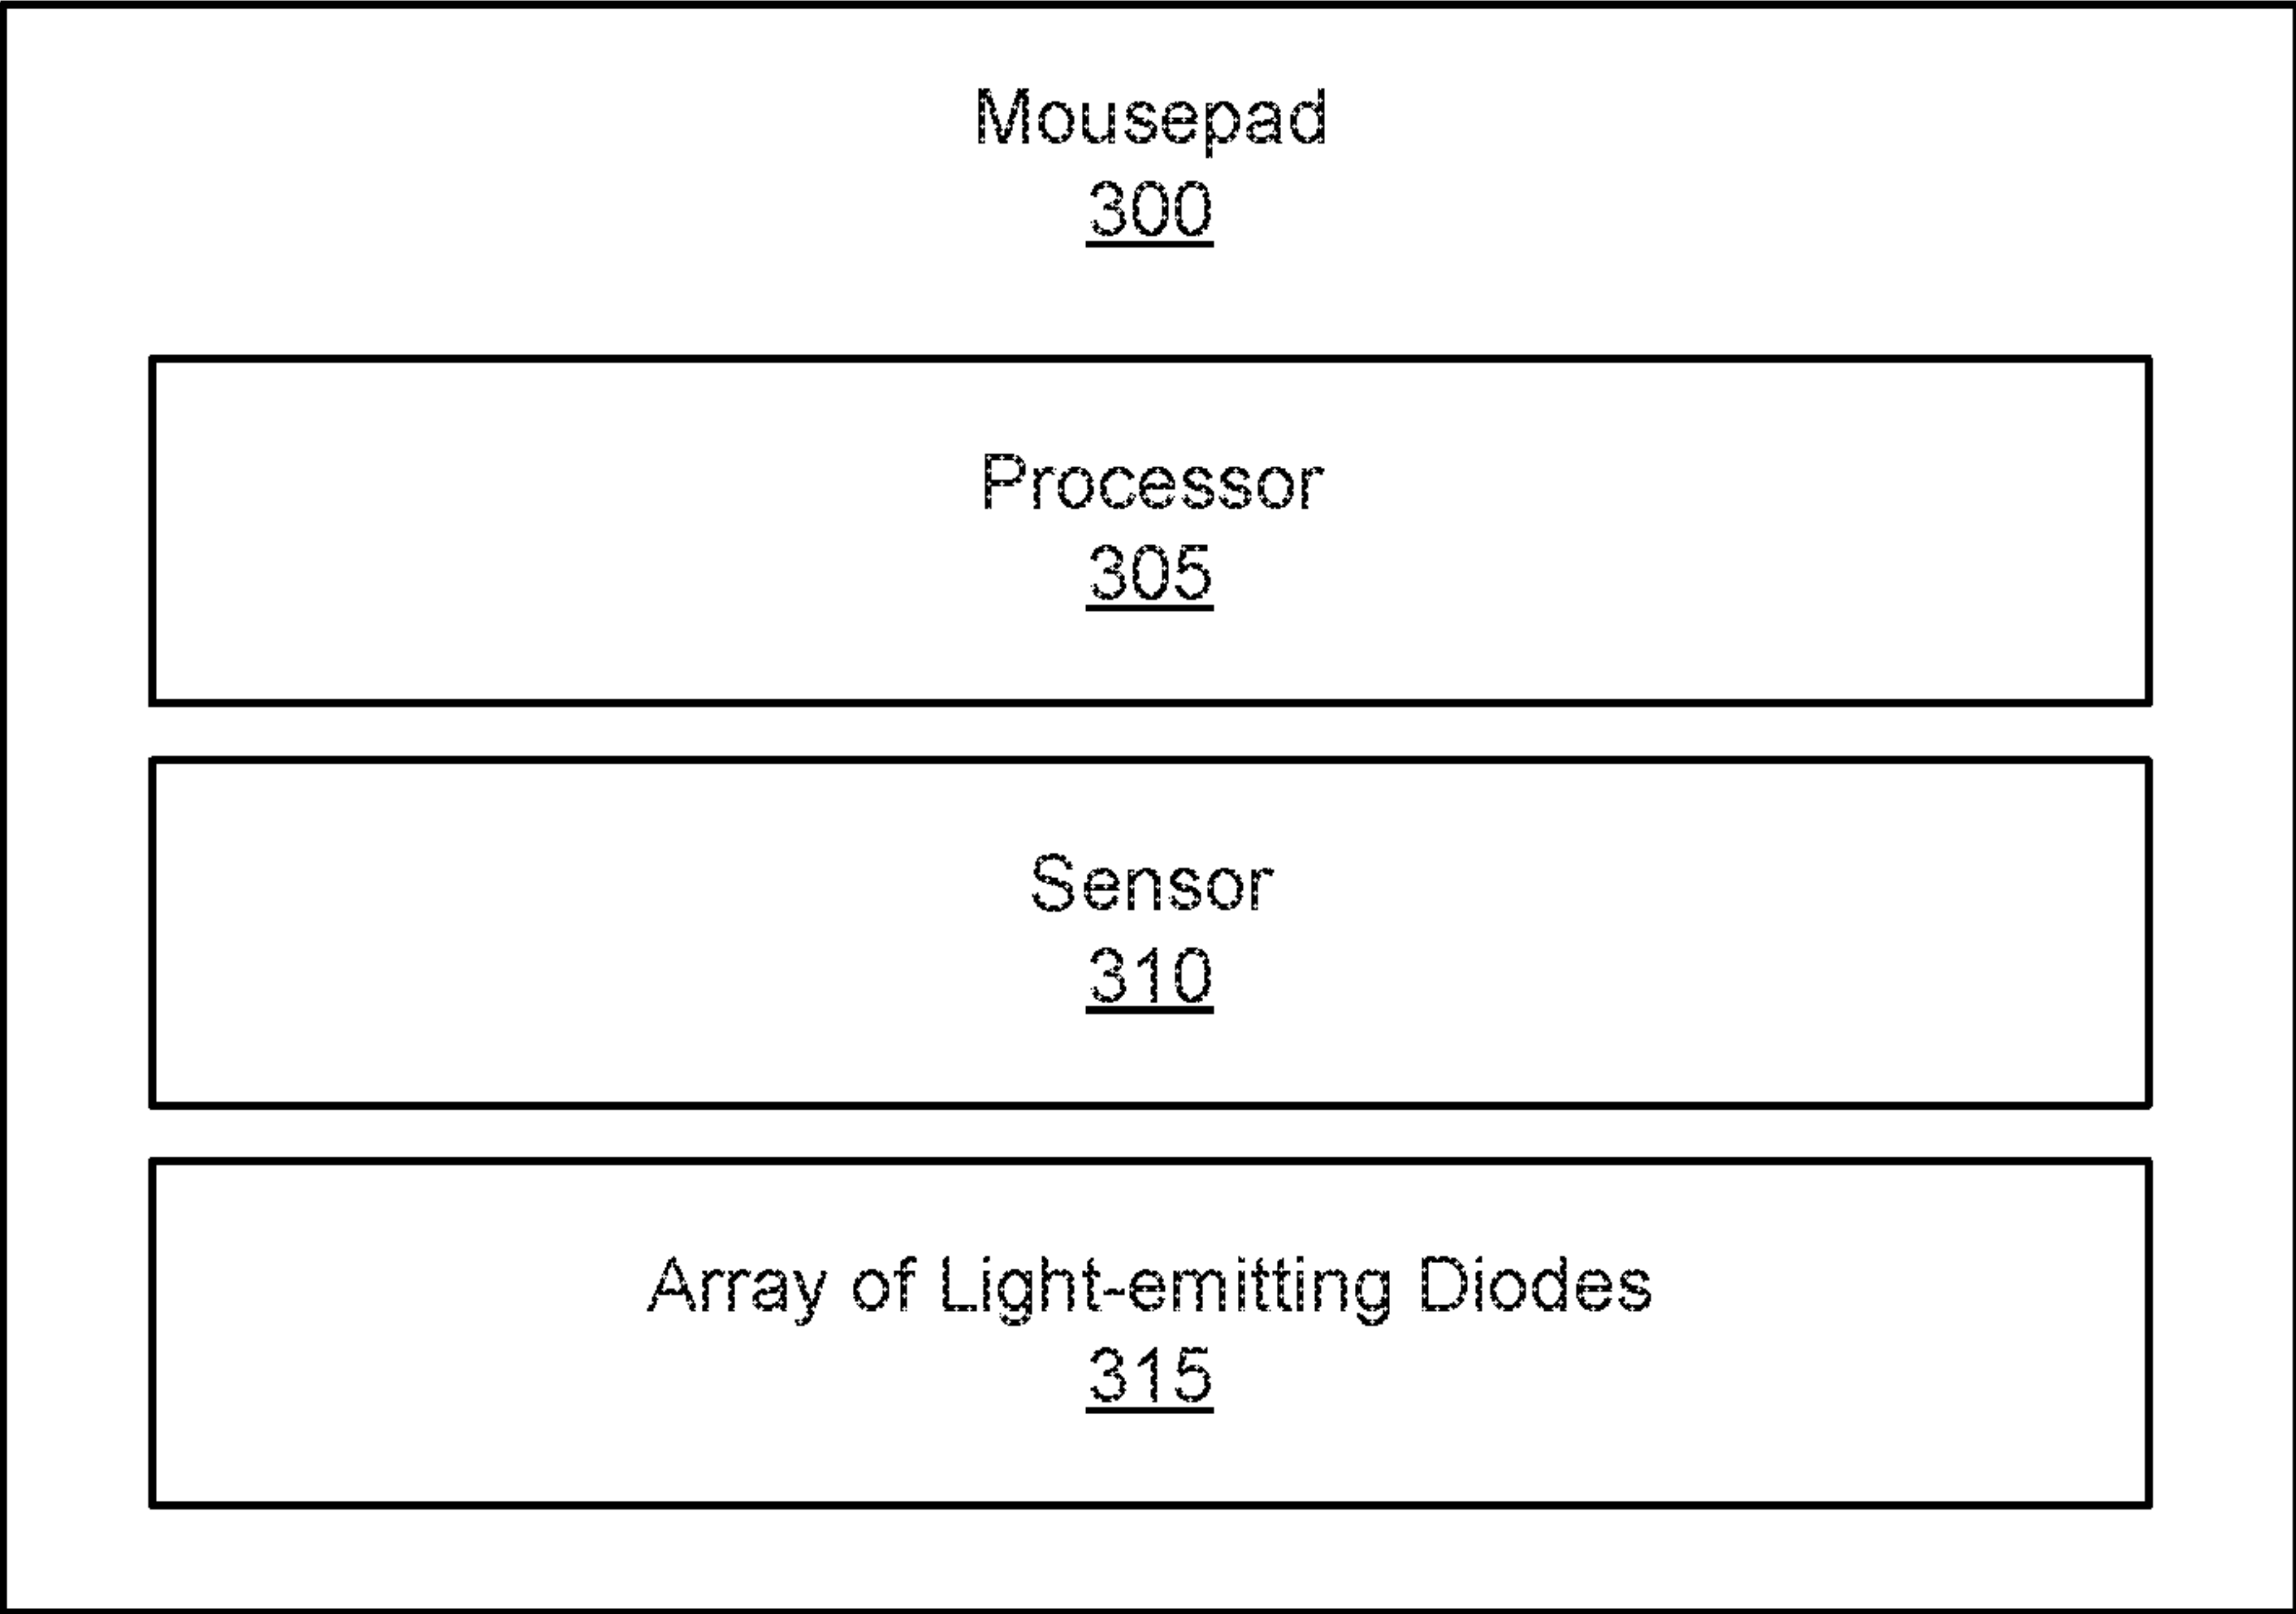 Mousepad
300
Processor
305
Sensor
310
Array of Light-emitting Diodes
315